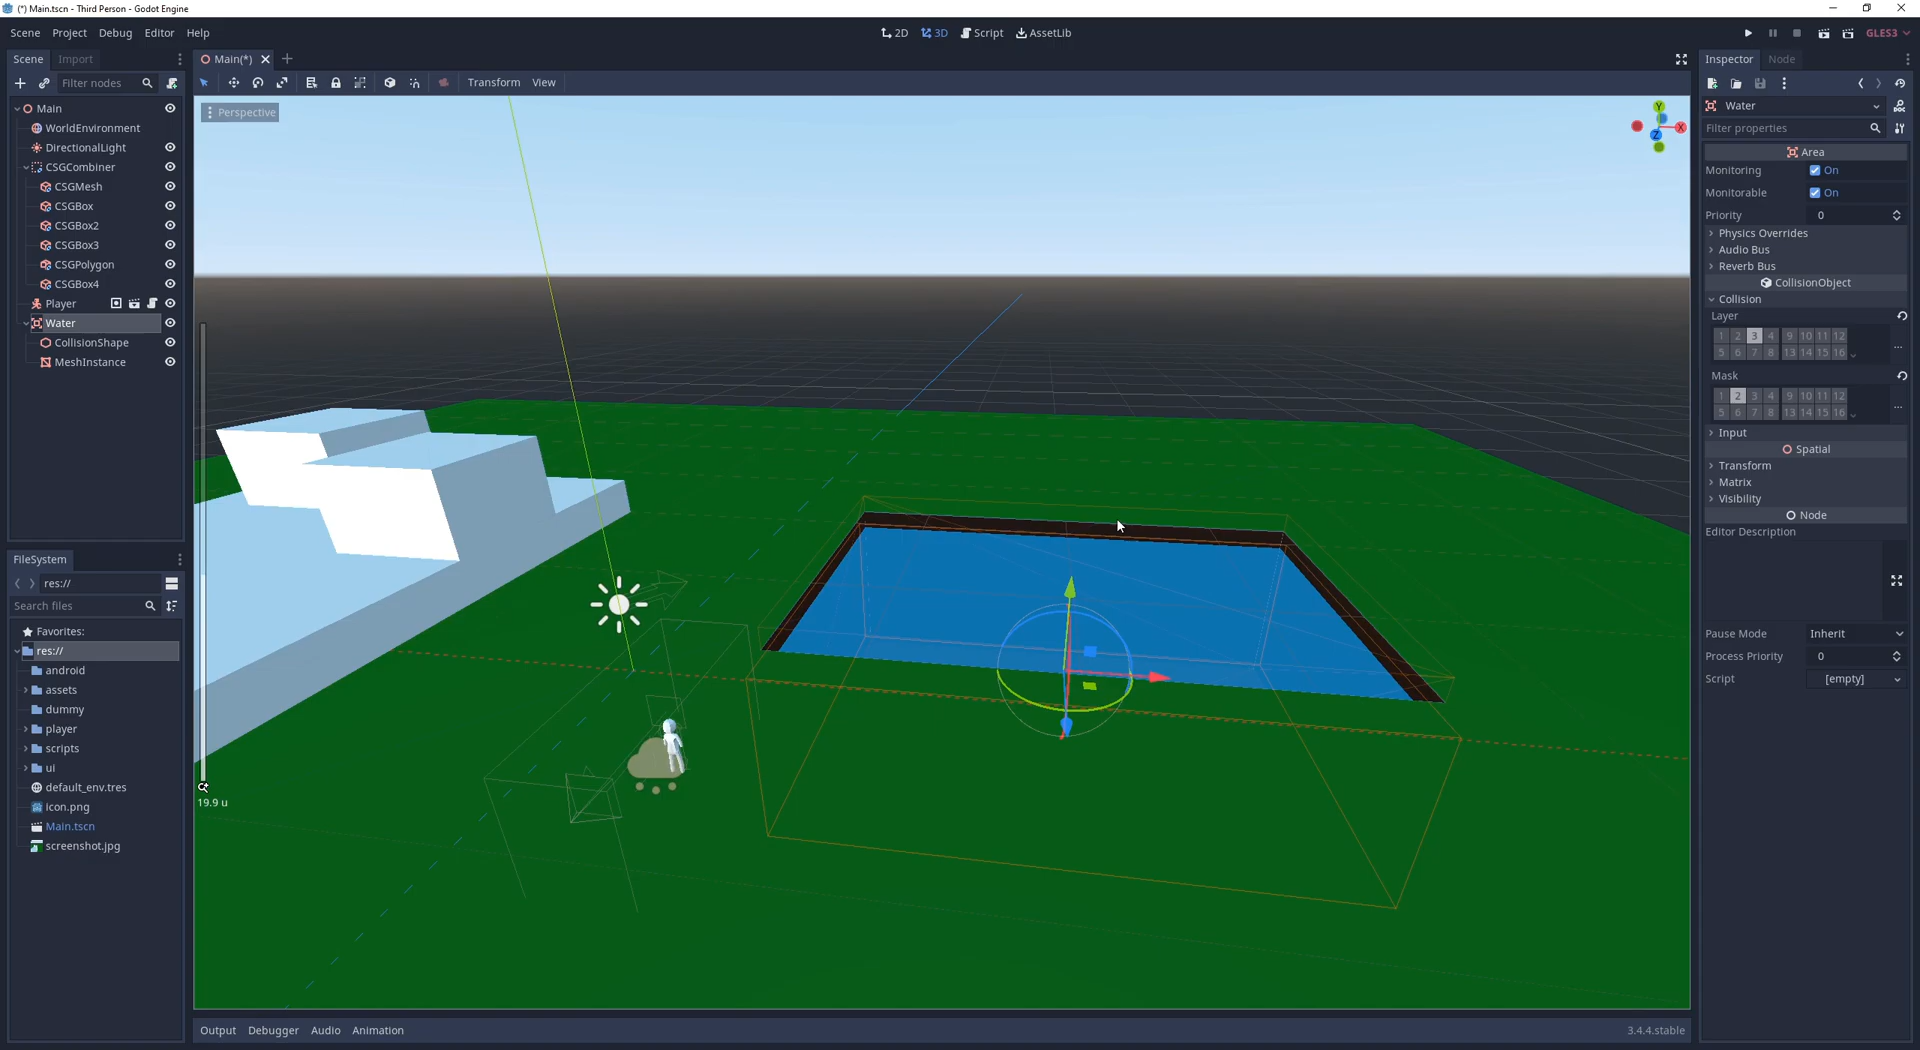 (*) Main.tscn - Third Person - Godot Engine
Scene Project Debug Editor Help
2D 3D Script AssetLib
GLES3
Scene Import
Filter nodes
Main
WorldEnvironment
DirectionalLight
CSGCombiner
CSGMesh
CSGBox
CSGBox2
CSGBox3
CSGPolygon
CSGBox4
Player
Water
CollisionShape
MeshInstance
FileSystem
res://
Search files
Favorites:
res://
android
assets
dummy
player
scripts
ui
default_env.tres
icon.png
Main.tscn
screenshot.jpg
Main(*)
Transform View
Perspective
Y
X
Z
19.9 u
Output Debugger Audio Animation
3.4.4.stable
Inspector Node
Water
Filter properties
Area
Monitoring On
Monitorable On
Priority 0
Physics Overrides
Audio Bus
Reverb Bus
CollisionObject
Collision
Layer
1 2 3 4 9 10 11 12
5 6 7 8 13 14 15 16
Mask
1 2 3 4 9 10 11 12
5 6 7 8 13 14 15 16
Input
Spatial
Transform
Matrix
Visibility
Node
Editor Description
Pause Mode Inherit
Process Priority 0
Script [empty]